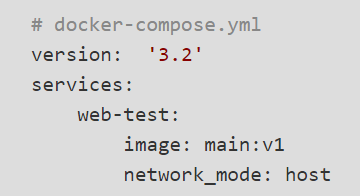 # docker-compose.yml
version:  '3.2'
services:
    web-test:
        image: main:v1
        network_mode: host